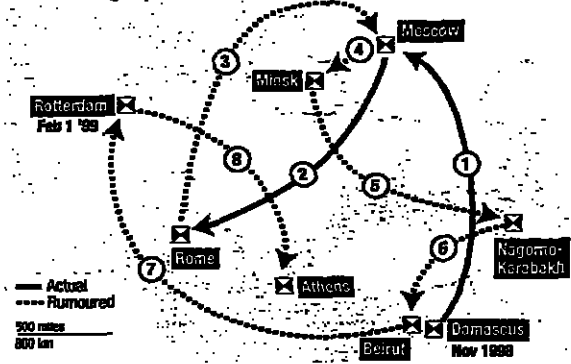 Moscow
3
4
Minsk
Rotterdam
Feb 1 '99
8
1
2
5
Rome
6
Nagorno-
Karabakh
7
Athens
Actual
Rumoured
500 miles
800 km
Beirut
Damascus
Nov 1998